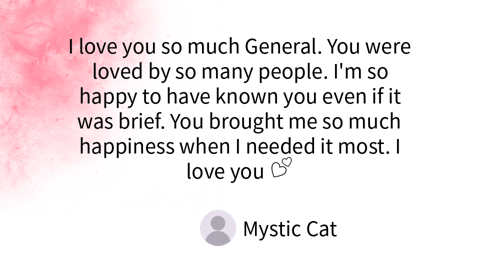 I love you so much General. You were
loved by so many people. I'm so
happy to have known you even if it
was brief. You brought me so much
happiness when I needed it most. I
love you 💕
Mystic Cat